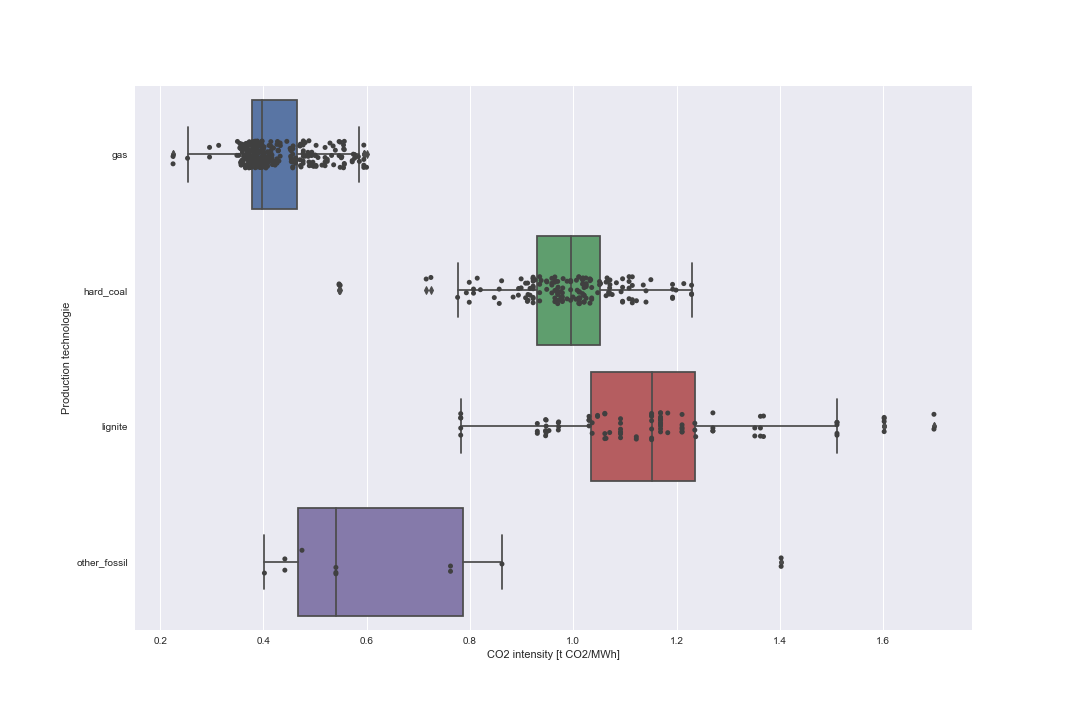 gas
hard_coal
lignite
other_fossil
Production technologie
0.2 0.4 0.6 0.8 1.0 1.2 1.4 1.6
CO2 intensity [t CO2/MWh]